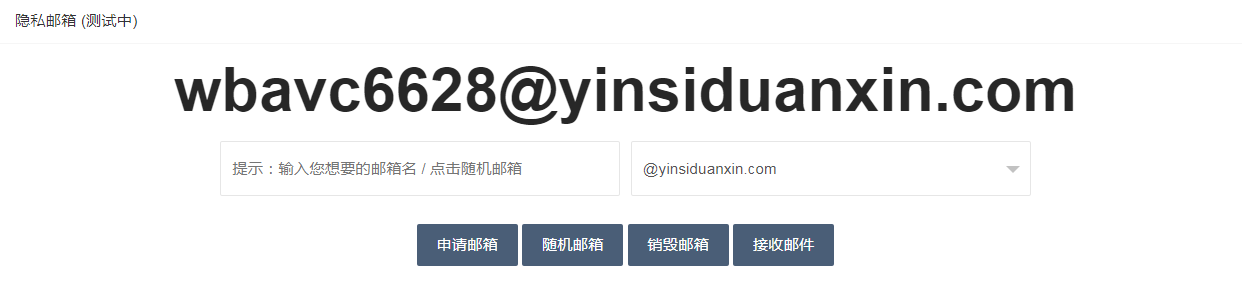 隐私邮箱 (测试中)
wbavc6628@yinsiduanxin.com
提示：输入您想要的邮箱名 / 点击随机邮箱
@yinsiduanxin.com
申请邮箱
随机邮箱
销毁邮箱
接收邮件